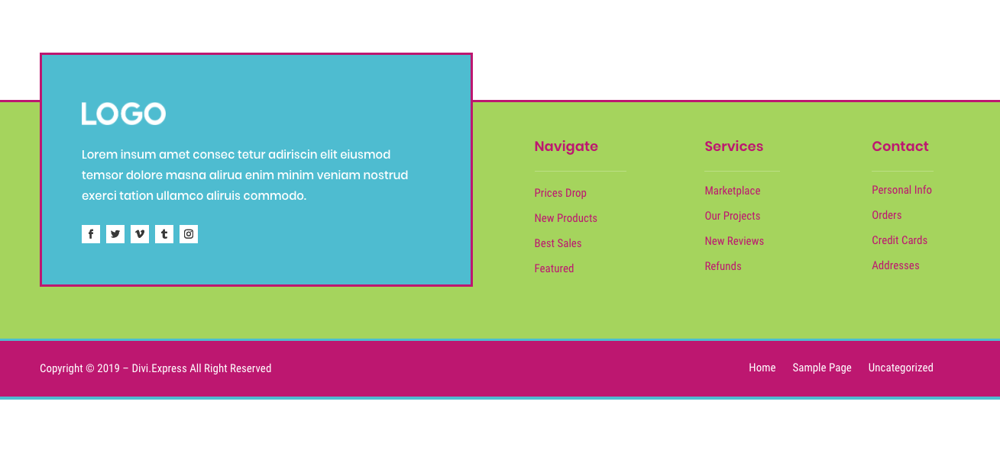 LOGO
Lorem insum amet consec tetur adiriscin elit eiusmod
temsor dolore masna alirua enim minim veniam nostrud
exerci tation ullamco aliruis commodo.
Navigate
Prices Drop
New Products
Best Sales
Featured
Services
Marketplace
Our Projects
New Reviews
Refunds
Contact
Personal Info
Orders
Credit Cards
Addresses
Copyright © 2019 – Divi.Express All Right Reserved
Home Sample Page Uncategorized